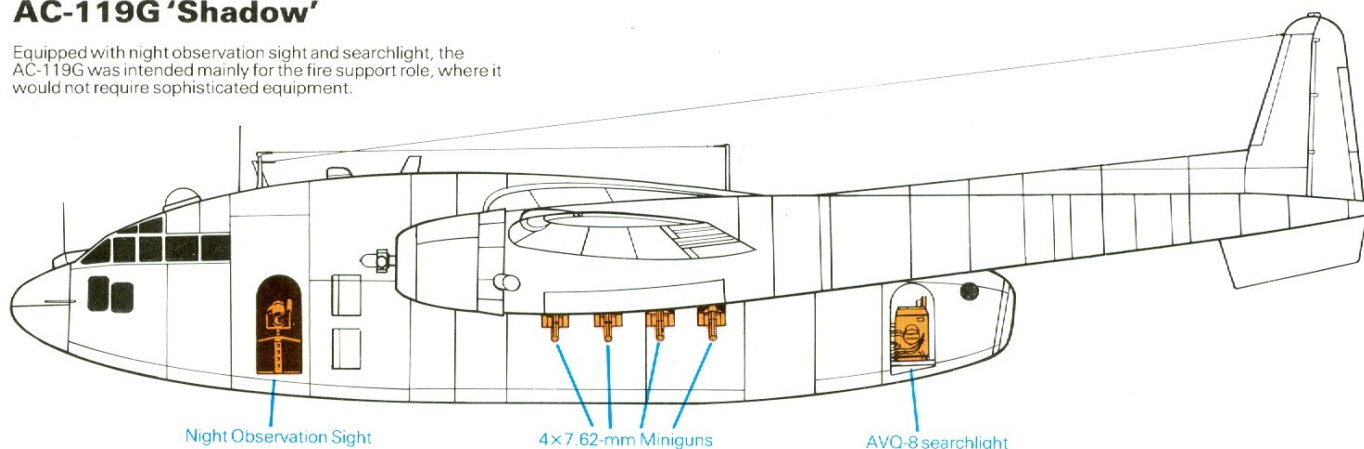 AC-119G ‘Shadow’
Equipped with night observation sight and searchlight, the
AC-119G was intended mainly for the fire support role, where it
would not require sophisticated equipment.
Night Observation Sight
4×7.62-mm Miniguns
AVQ-8 searchlight